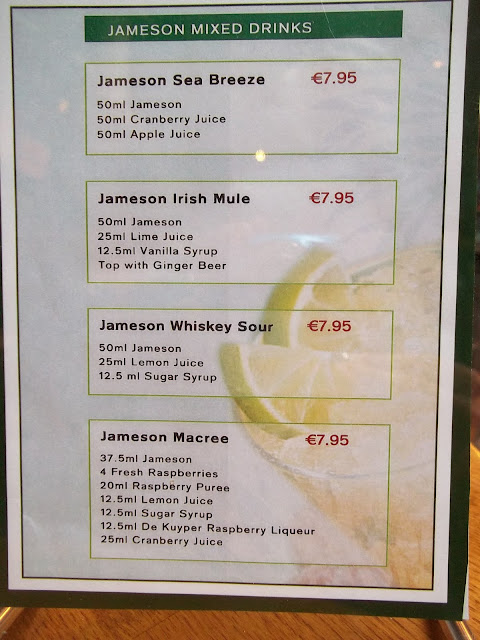 JAMESON MIXED DRINKS
Jameson Sea Breeze €7.95
50ml Jameson
50ml Cranberry Juice
50ml Apple Juice
Jameson Irish Mule €7.95
50ml Jameson
25ml Lime Juice
12.5ml Vanilla Syrup
Top with Ginger Beer
Jameson Whiskey Sour €7.95
50ml Jameson
25ml Lemon Juice
12.5 ml Sugar Syrup
Jameson Macree €7.95
37.5ml Jameson
4 Fresh Raspberries
20ml Raspberry Puree
12.5ml Lemon Juice
12.5ml Sugar Syrup
12.5ml De Kuyper Raspberry Liqueur
25ml Cranberry Juice